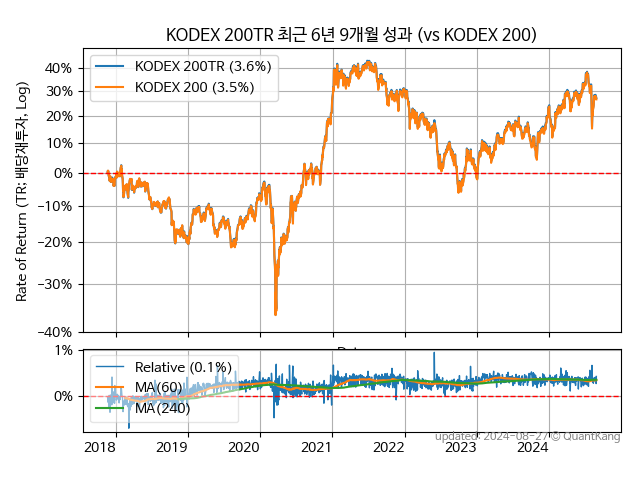 KODEX 200TR 최근 6년 9개월 성과 (vs KODEX 200)
Rate of Return (TR: 배당재투자, Log)
40%
30%
20%
10%
0%
-10%
-20%
-30%
-40%
KODEX 200TR (3.6%)
KODEX 200 (3.5%)
1%
0%
Relative (0.1%)
MA(60)
MA(240)
2018 2019 2020 2021 2022 2023 2024
updated: 2024-08-27 © QuantKang